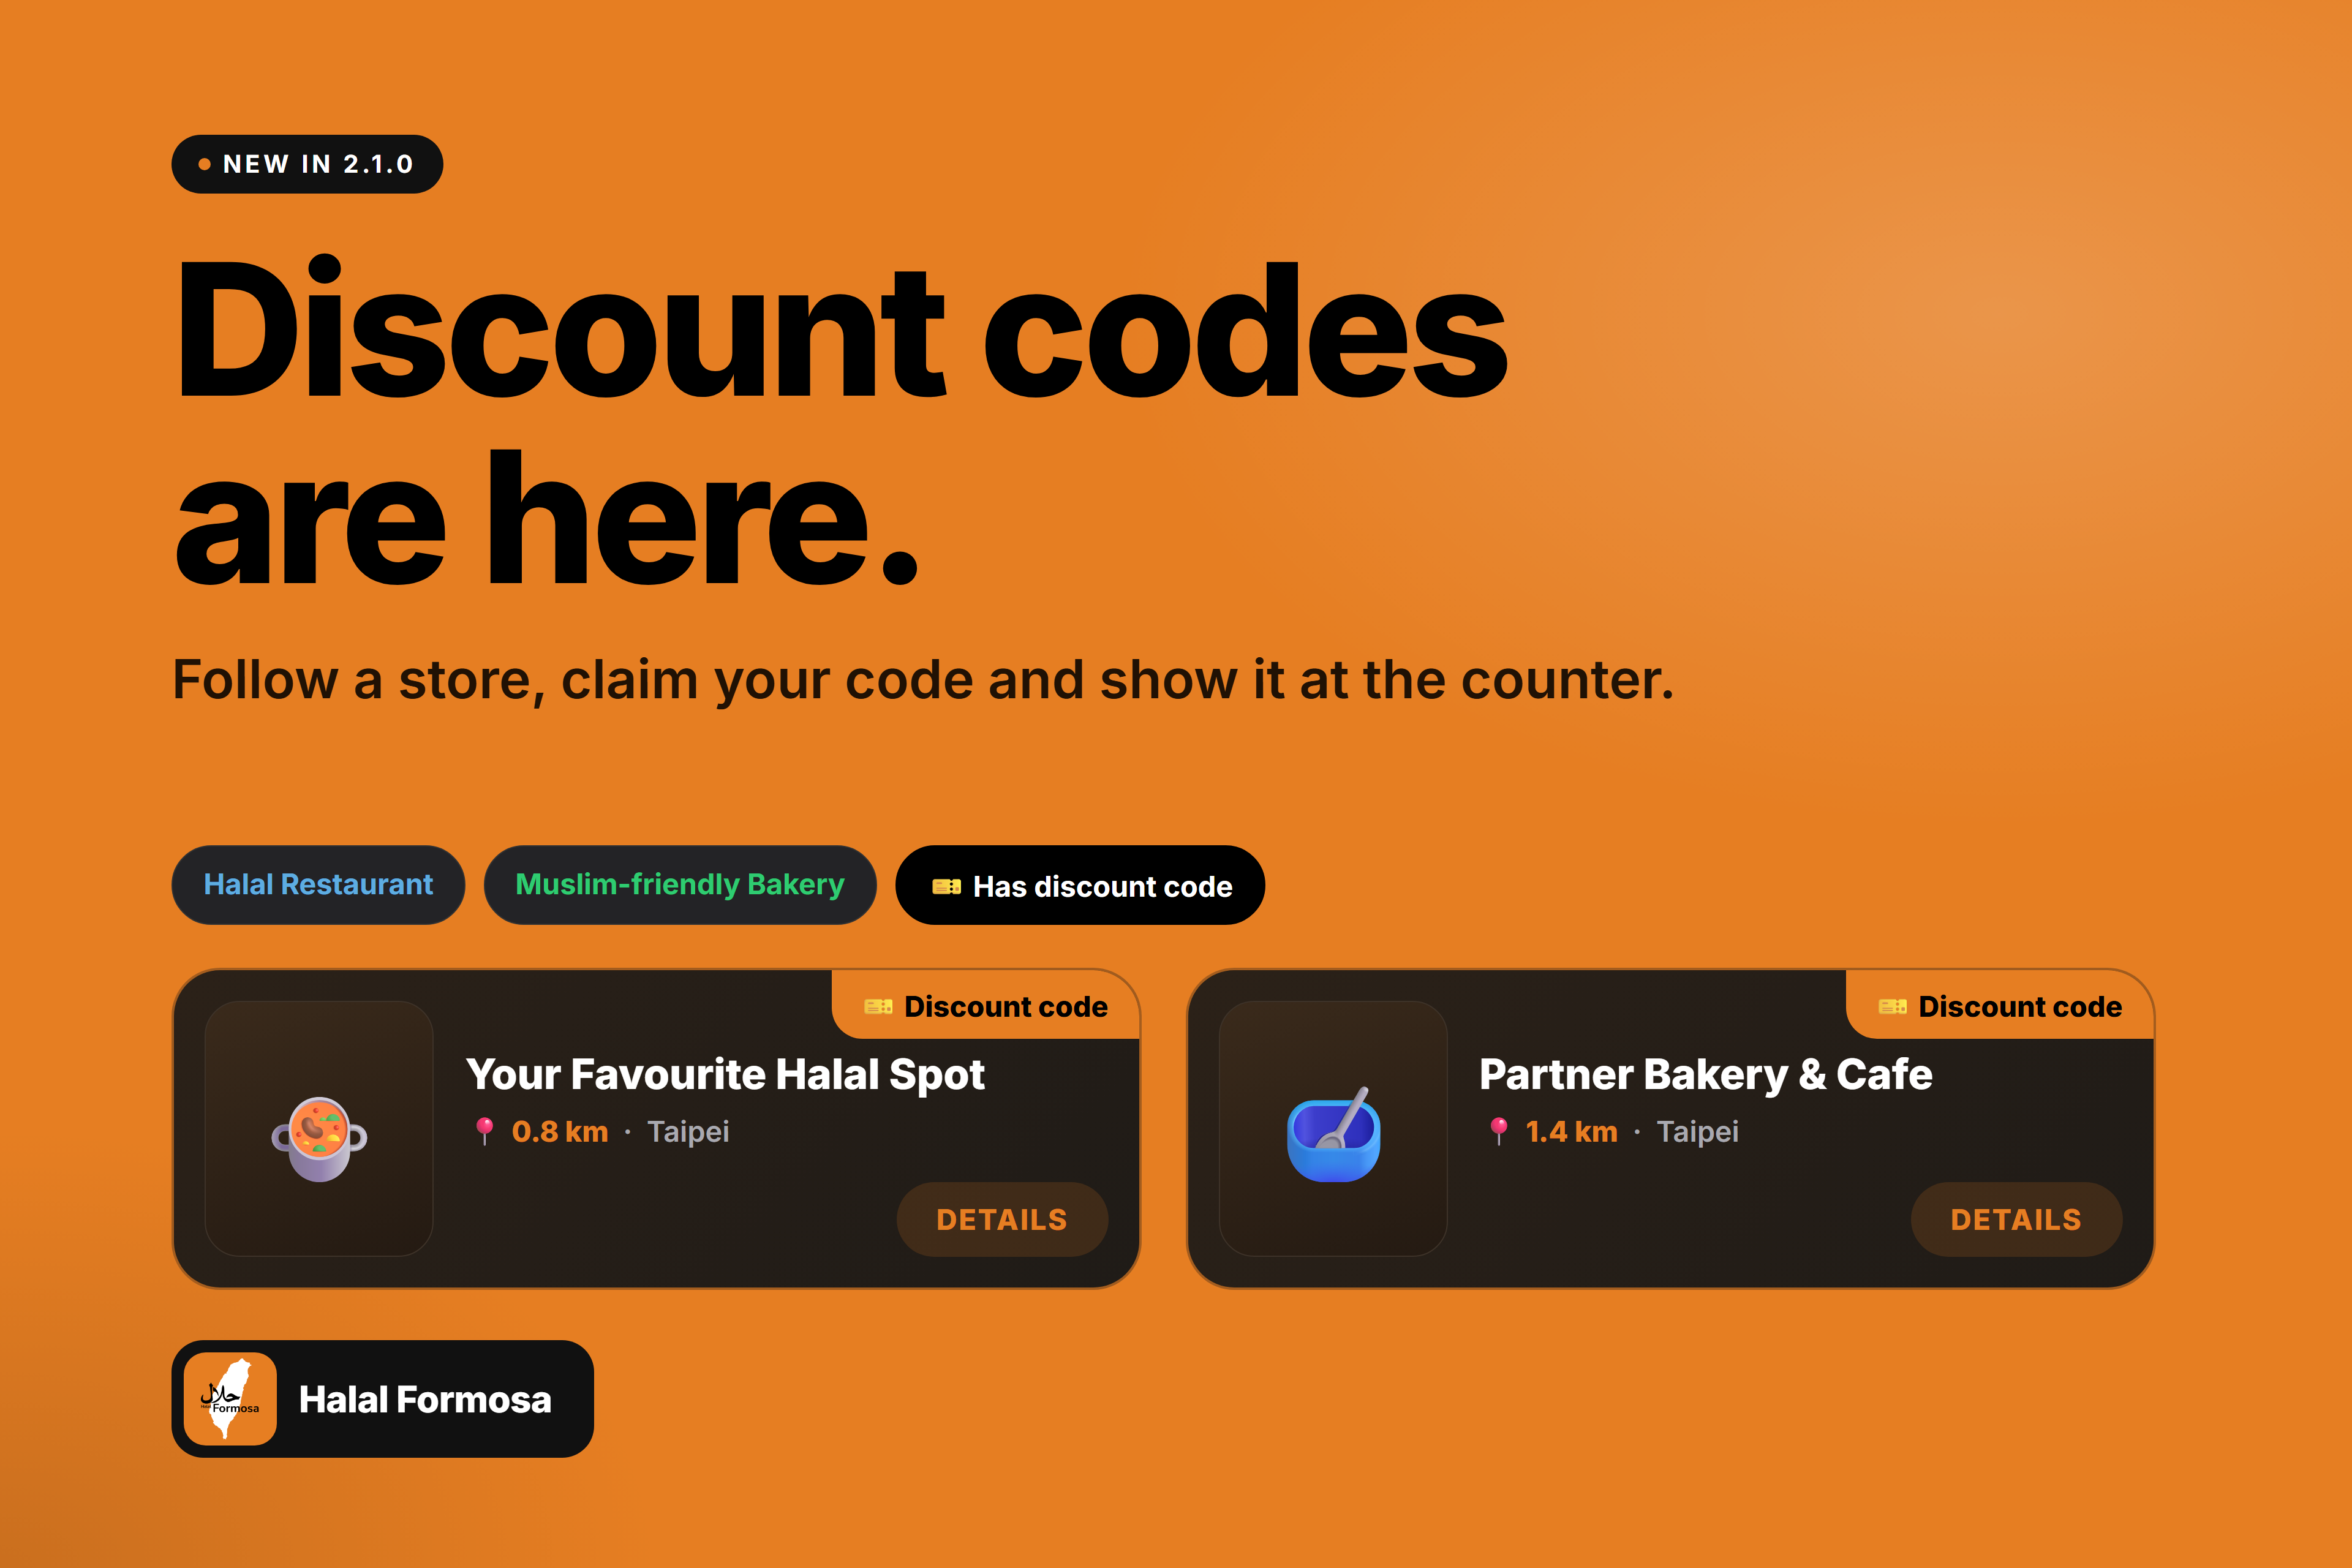 NEW IN 2.1.0
Discount codes
are here.
Follow a store, claim your code and show it at the counter.
Halal Restaurant
Muslim-friendly Bakery
Has discount code
Discount code
Your Favourite Halal Spot
0.8 km · Taipei
DETAILS
Discount code
Partner Bakery & Cafe
1.4 km · Taipei
DETAILS
حلال
Formosa
Halal Formosa